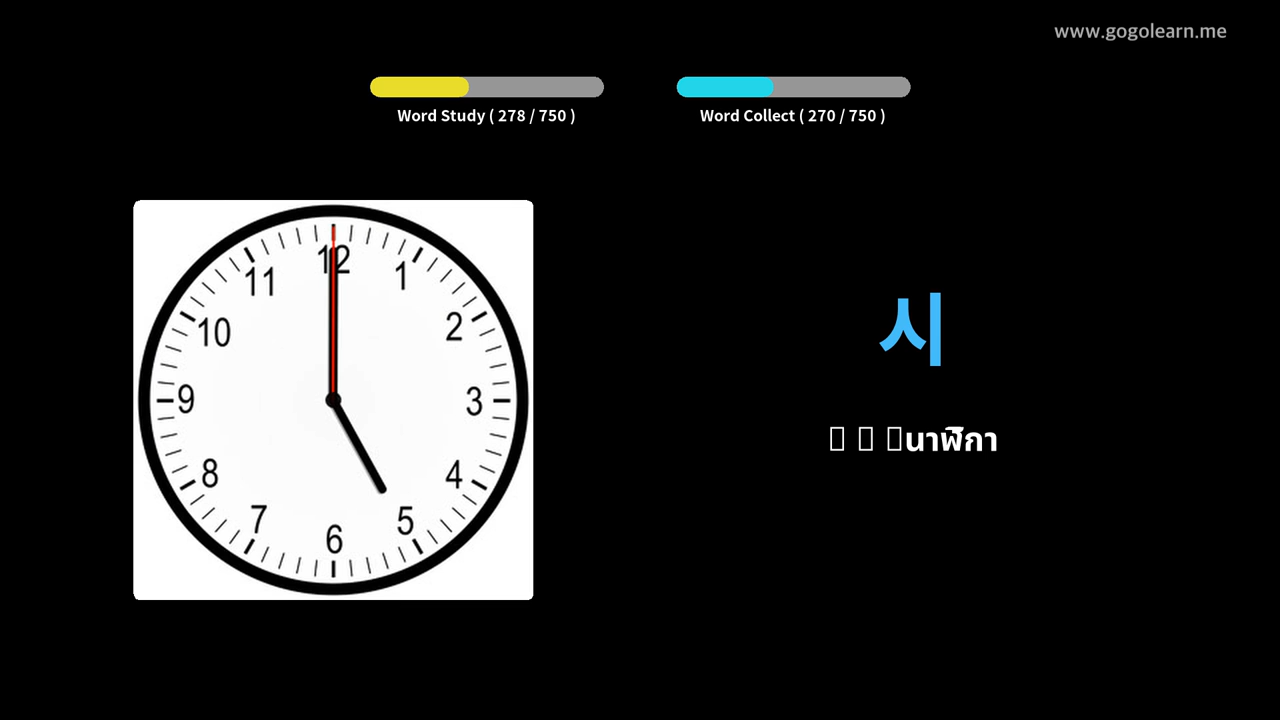 www.gogolearn.me
Word Study ( 278 / 750 )
Word Collect ( 270 / 750 )
12
11
1
10
2
9
3
8
4
7
5
6
시
นาฬิกา